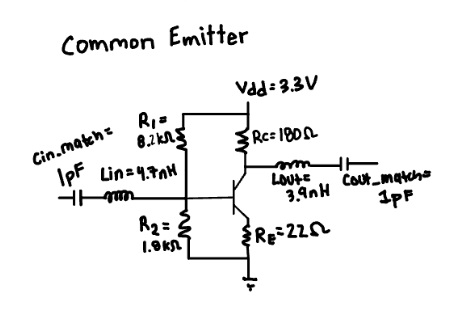 Common Emitter
Vdd=3.3V
R1=
8.2kΩ
Rc=180Ω
Cin_match=
1pF
Lin=4.7nH
Lout=
3.9nH
Cout_match=
1pF
R2=
1.8kΩ
RE=22Ω